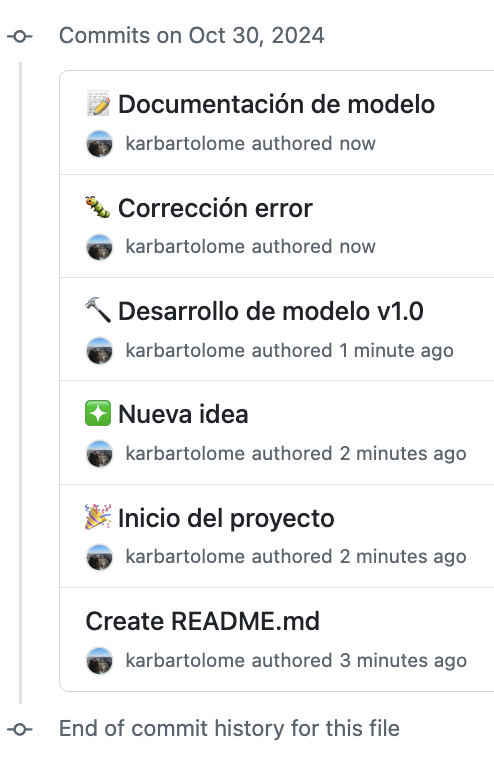 Commits on Oct 30, 2024
📝 Documentación de modelo
karbartolome authored now
🐛 Corrección error
karbartolome authored now
🔨 Desarrollo de modelo v1.0
karbartolome authored 1 minute ago
❇️ Nueva idea
karbartolome authored 2 minutes ago
🎉 Inicio del proyecto
karbartolome authored 2 minutes ago
Create README.md
karbartolome authored 3 minutes ago
End of commit history for this file